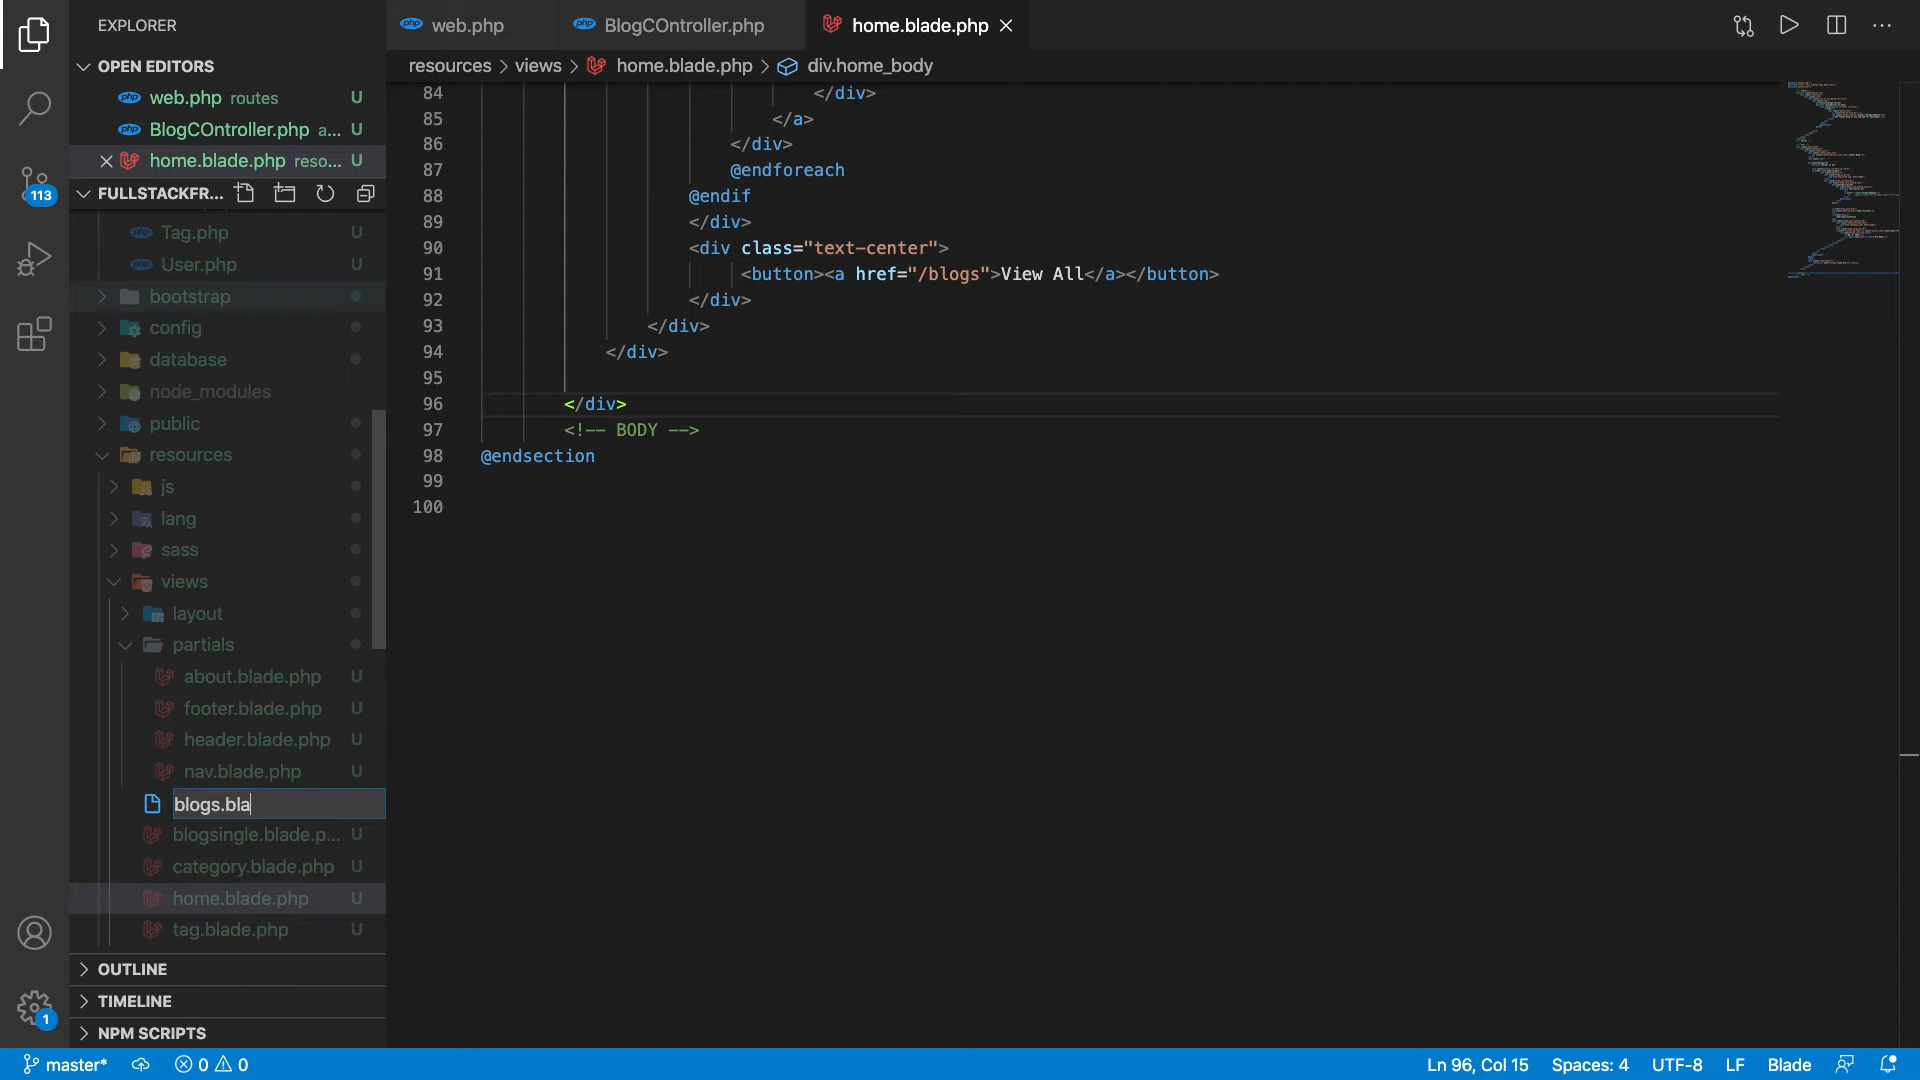 EXPLORER
web.php
BlogCOntroller.php
home.blade.php
OPEN EDITORS
web.php routes U
BlogCOntroller.php a... U
home.blade.php reso... U
FULLSTACKFR...
Tag.php U
User.php U
bootstrap
config
database
node_modules
public
resources
js
lang
sass
views
layout
partials
about.blade.php U
footer.blade.php U
header.blade.php U
nav.blade.php U
blogs.bla
blogsingle.blade.p... U
category.blade.php U
home.blade.php U
tag.blade.php U
OUTLINE
TIMELINE
NPM SCRIPTS
113
1
resources > views > home.blade.php > div.home_body
84 </div>
85 </a>
86 </div>
87 @endforeach
88 @endif
89 </div>
90 <div class="text-center">
91 <button><a href="/blogs">View All</a></button>
92 </div>
93 </div>
94 </div>
95
96 </div>
97 <!-- BODY -->
98 @endsection
99
100
master* 0 0 Ln 96, Col 15 Spaces: 4 UTF-8 LF Blade